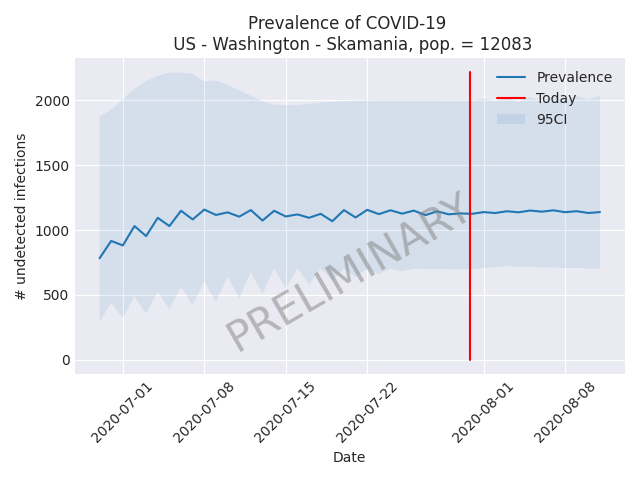 Prevalence of COVID-19
US - Washington - Skamania, pop. = 12083
Prevalence
Today
95CI
# undetected infections
2000
1500
1000
500
0
PRELIMINARY
2020-07-01
2020-07-08
2020-07-15
2020-07-22
2020-08-01
2020-08-08
Date